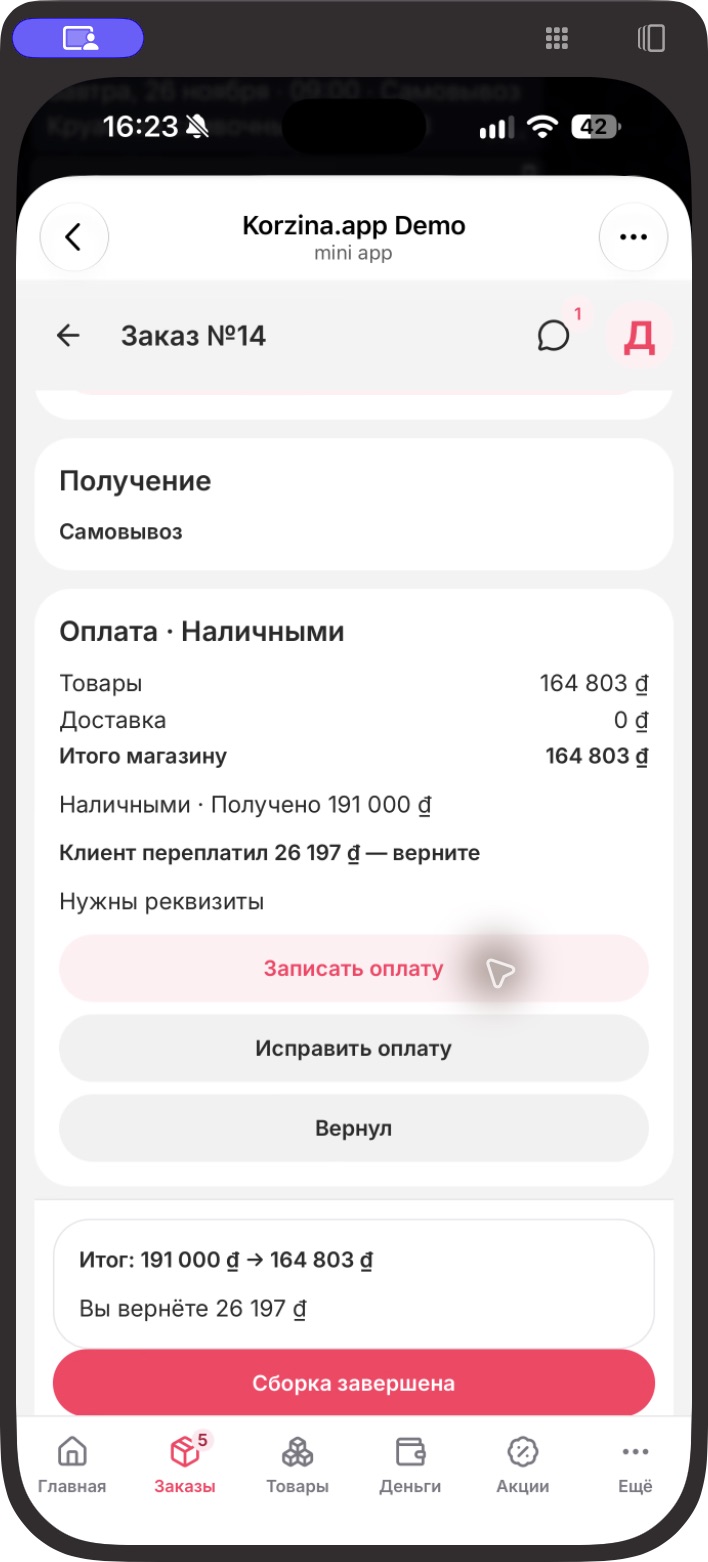 16:23
42
Korzina.app Demo
mini app
Заказ №14
1
Д
Получение
Самовывоз
Оплата · Наличными
Товары 164 803 ₫
Доставка 0 ₫
Итого магазину 164 803 ₫
Наличными · Получено 191 000 ₫
Клиент переплатил 26 197 ₫ — верните
Нужны реквизиты
Записать оплату
Исправить оплату
Вернул
Итог: 191 000 ₫ → 164 803 ₫
Вы вернёте 26 197 ₫
Сборка завершена
5
Главная Заказы Товары Деньги Акции Ещё